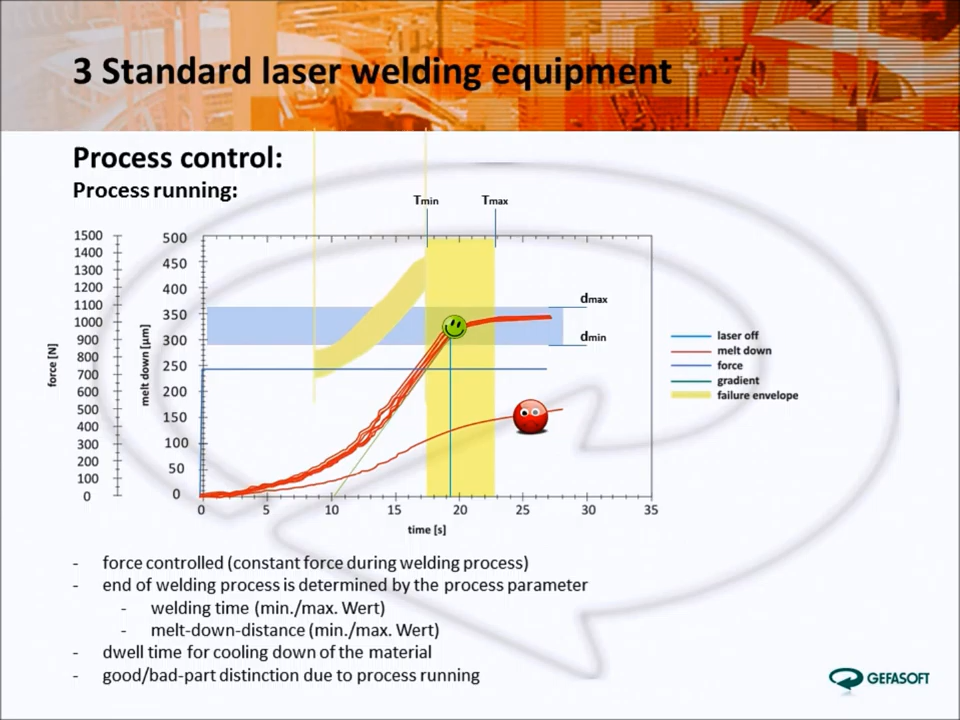 3 Standard laser welding equipment
Process control:
Process running:
Tmin Tmax
1500
1400
1300
1200
1100
1000
900
800
700
600
500
400
300
200
100
0
force [N]
500
450
400
350
300
250
200
150
100
50
0
melt down [µm]
dmax
dmin
laser off
melt down
force
gradient
failure envelope
0 5 10 15 20 25 30 35
time [s]
- force controlled (constant force during welding process)
- end of welding process is determined by the process parameter
- welding time (min./max. Wert)
- melt-down-distance (min./max. Wert)
- dwell time for cooling down of the material
- good/bad-part distinction due to process running
GEFASOFT